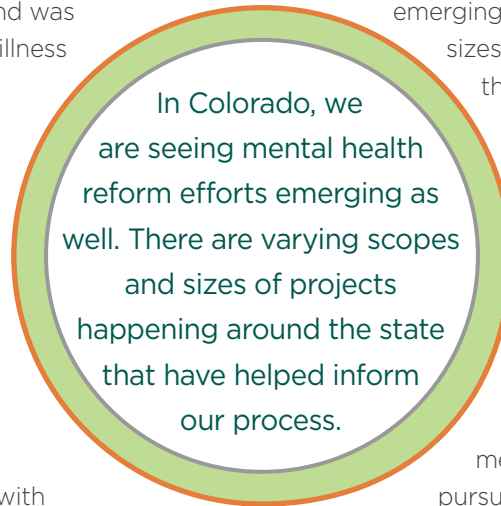 nd was
illness
emerging
sizes
th
In Colorado, we
are seeing mental health
reform efforts emerging as
well. There are varying scopes
and sizes of projects
happening around the state
that have helped inform
our process.
me
with
pursu